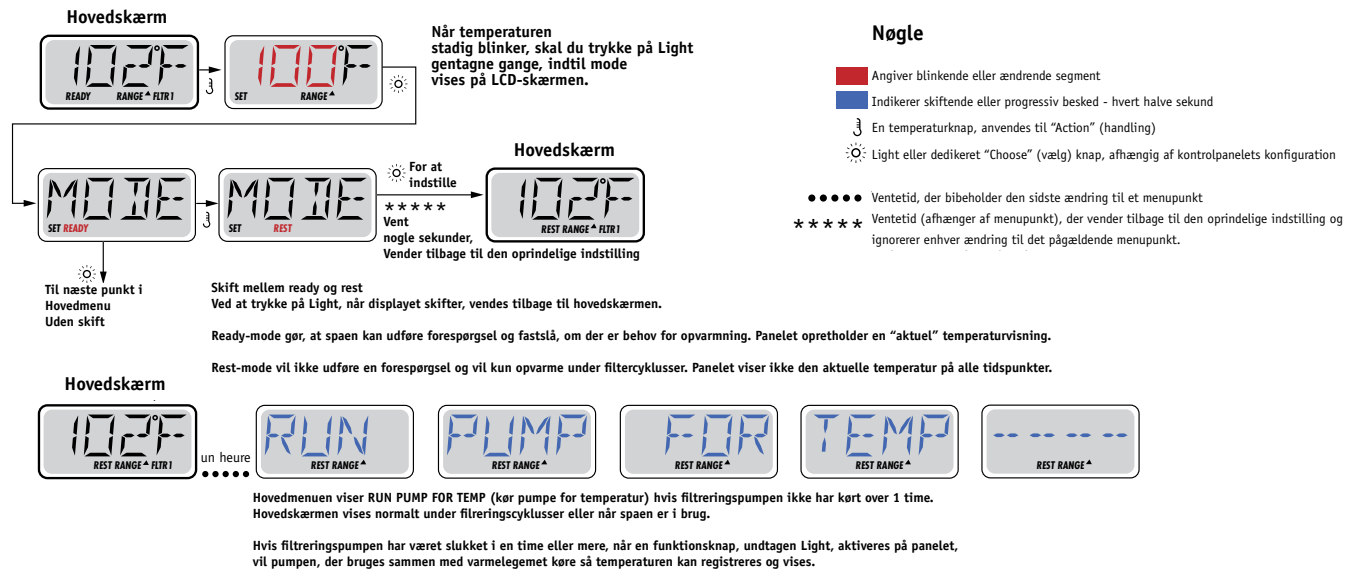 Hovedskærm
102°F
READY RANGE FLTR1
100°F
SET RANGE
Når temperaturen
stadig blinker, skal du trykke på Light
gentagne gange, indtil mode
vises på LCD-skærmen.
Nøgle
Angiver blinkende eller ændrende segment
Indikerer skiftende eller progressiv besked - hvert halve sekund
En temperaturknap, anvendes til “Action” (handling)
Light eller dedikeret “Choose” (vælg) knap, afhængig af kontrolpanelets konfiguration
●●●●● Ventetid, der bibeholder den sidste ændring til et menupunkt
***** Ventetid (afhænger af menupunkt), der vender tilbage til den oprindelige indstilling og
ignorerer enhver ændring til det pågældende menupunkt.
MODE
SET READY
MODE
SET REST
For at
indstille
*****
Vent
nogle sekunder,
Vender tilbage til den oprindelige indstilling
Hovedskærm
102°F
REST RANGE FLTR1
Til næste punkt i
Hovedmenu
Uden skift
Skift mellem ready og rest
Ved at trykke på Light, når displayet skifter, vendes tilbage til hovedskærmen.
Ready-mode gør, at spaen kan udføre forespørgsel og fastslå, om der er behov for opvarmning. Panelet opretholder en “aktuel” temperaturvisning.
Rest-mode vil ikke udføre en forespørgsel og vil kun opvarme under filtercyklusser. Panelet viser ikke den aktuelle temperatur på alle tidspunkter.
Hovedskærm
102°F
REST RANGE FLTR1
un heure
●●●●●
RUN
REST RANGE
PUMP
REST RANGE
FOR
REST RANGE
TEMP
REST RANGE
-- -- -- --
REST RANGE
Hovedmenuen viser RUN PUMP FOR TEMP (kør pumpe for temperatur) hvis filtreringspumpen ikke har kørt over 1 time.
Hovedskærmen vises normalt under filreringscyklusser eller når spaen er i brug.
Hvis filtreringspumpen har været slukket i en time eller mere, når en funktionsknap, undtagen Light, aktiveres på panelet,
vil pumpen, der bruges sammen med varmelegemet køre så temperaturen kan registreres og vises.